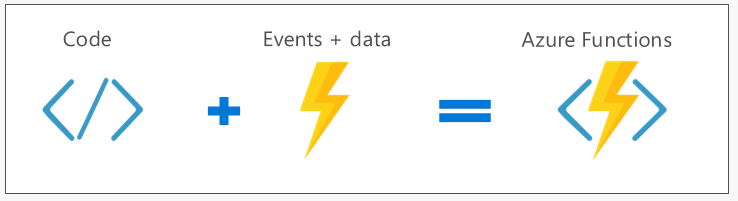 Code
Events + data
Azure Functions